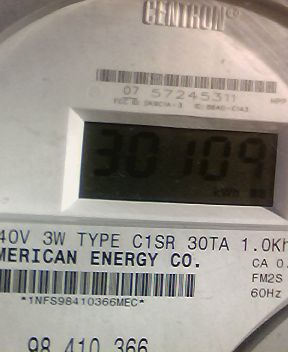 CENTRON®
07 57245311
30109
kWh
40V 3W TYPE C1SR 30TA 1.0Kh
MERICAN ENERGY CO.
CA 0.
FM2S
60Hz
*1NFS98410366MEC*
98 410 366